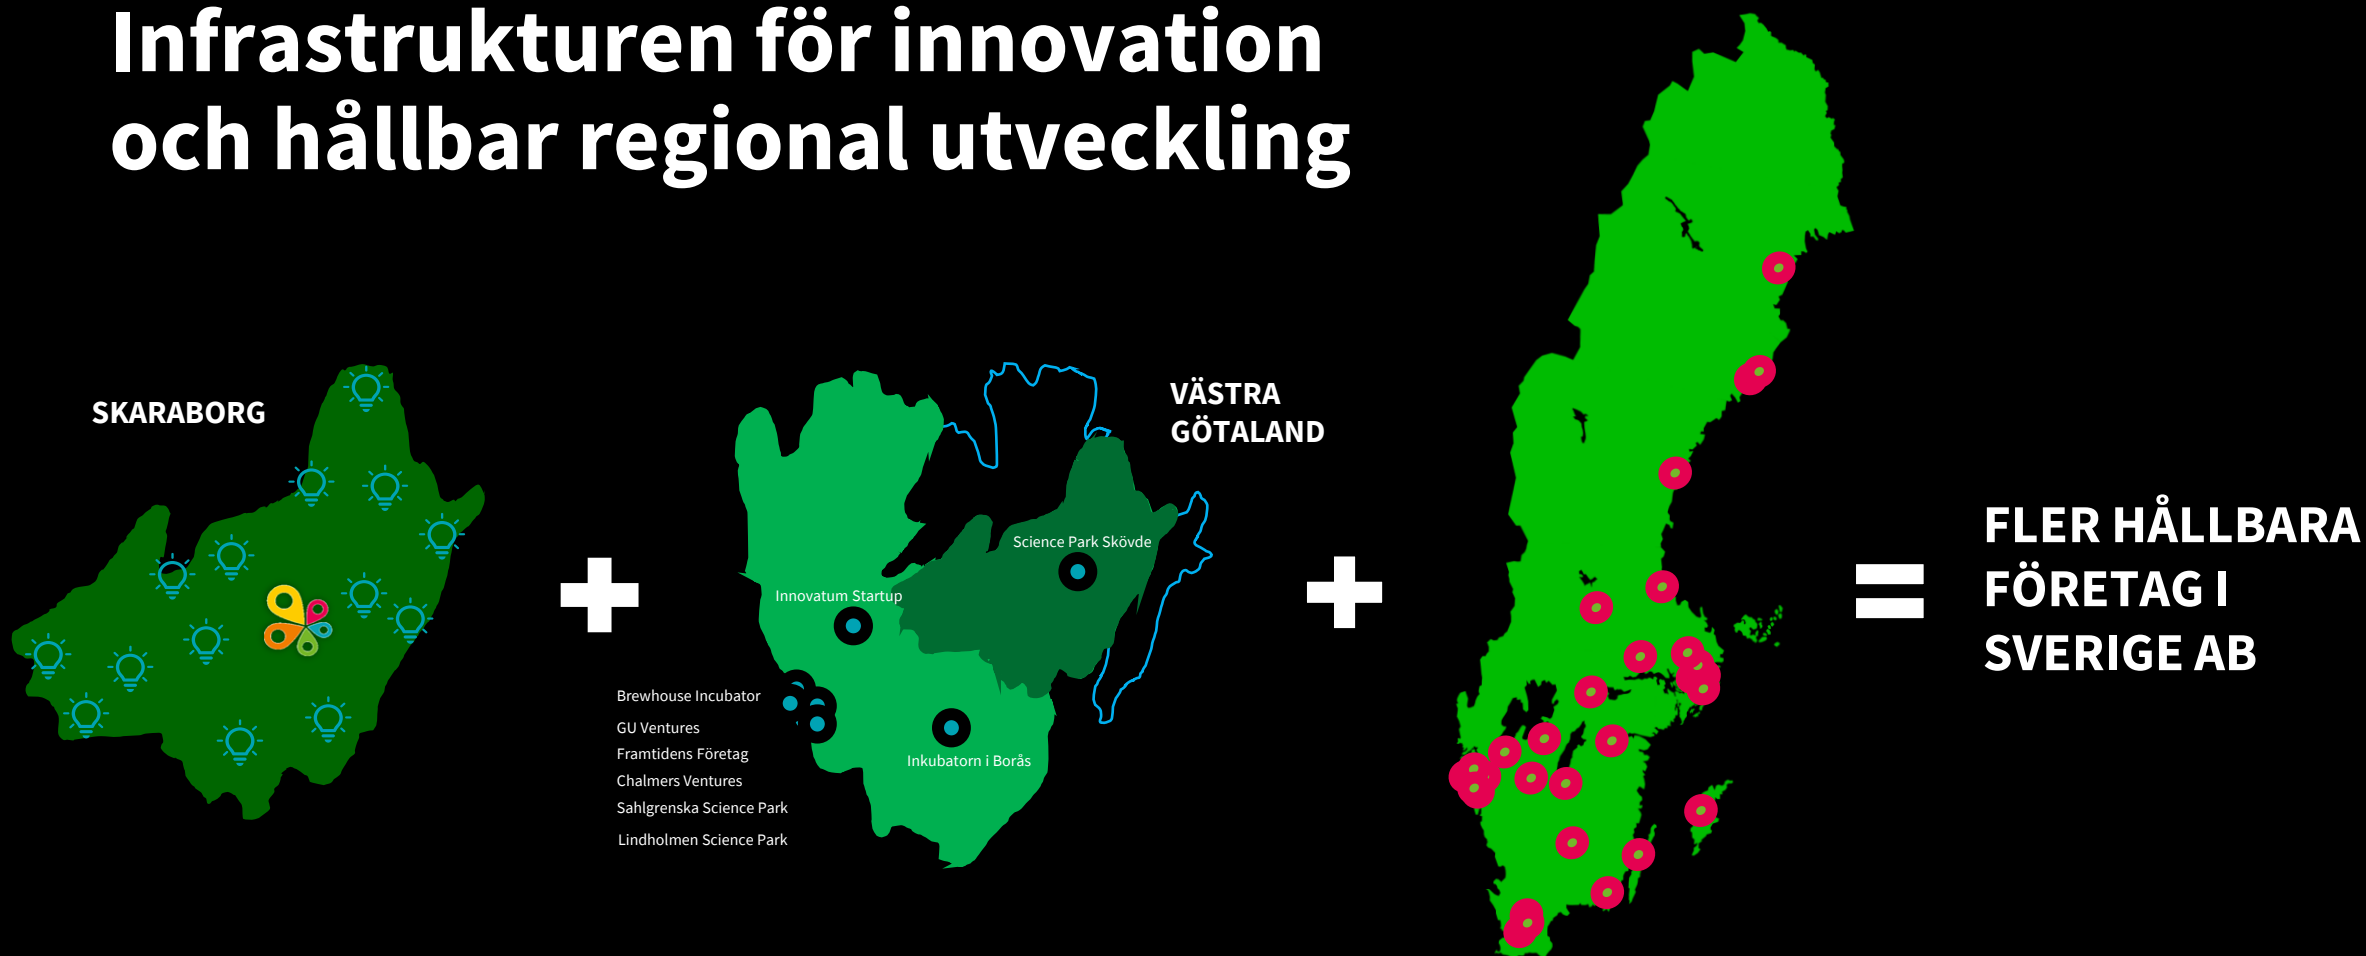 Infrastrukturen för innovation
och hållbar regional utveckling
SKARABORG
VÄSTRA
GÖTALAND
Science Park Skövde
Innovatum Startup
Brewhouse Incubator
GU Ventures
Framtidens Företag
Chalmers Ventures
Sahlgrenska Science Park
Lindholmen Science Park
Inkubatorn i Borås
FLER HÅLLBARA
FÖRETAG I
SVERIGE AB